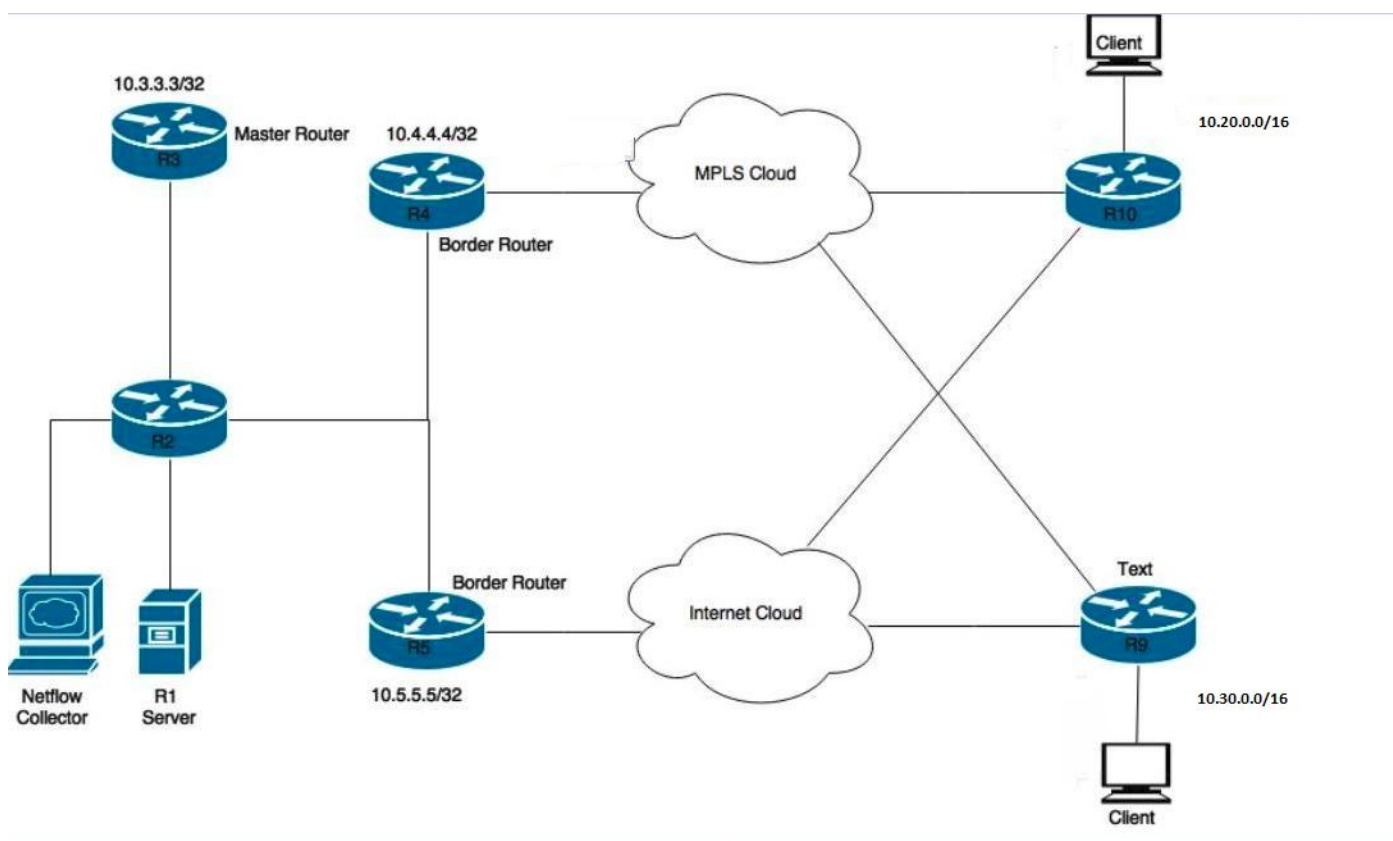 Client
10.3.3.3/32
10.20.0.0/16
Master Router
10.4.4.4/32
R3
MPLS Cloud
R4
R10
Border Router
R2
Text
Border Router
Internet Cloud
R5
R9
10.5.5.5/32
10.30.0.0/16
Netflow
Collector
R1
Server
Client